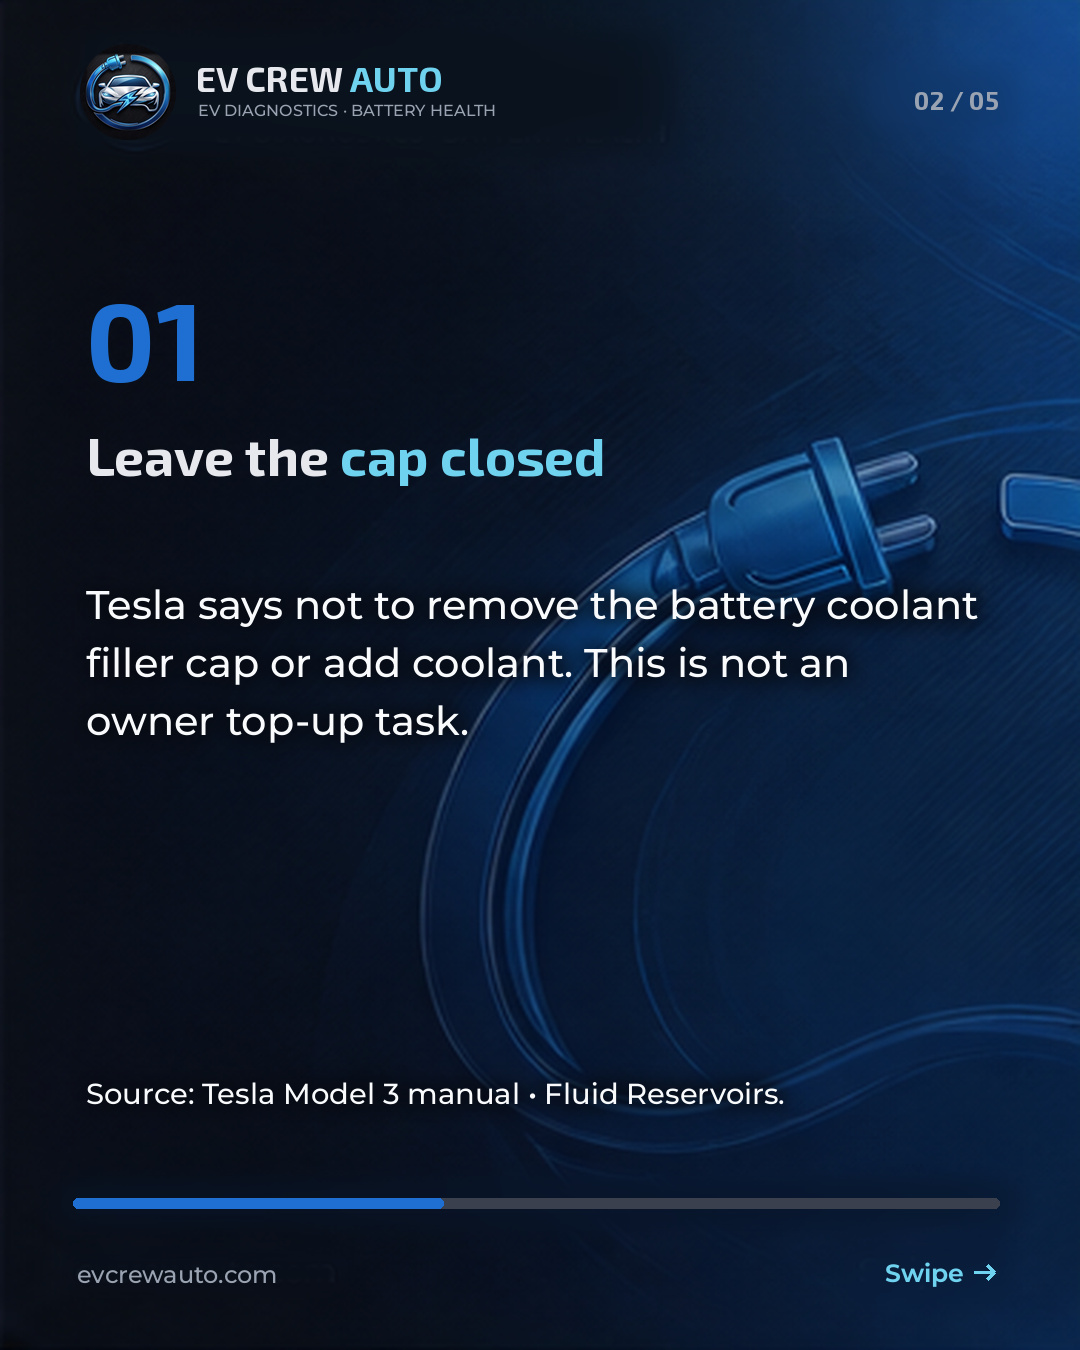 EV CREW AUTO
EV DIAGNOSTICS · BATTERY HEALTH
02 / 05
01
Leave the cap closed
Tesla says not to remove the battery coolant
filler cap or add coolant. This is not an
owner top-up task.
Source: Tesla Model 3 manual • Fluid Reservoirs.
evcrewauto.com
Swipe →